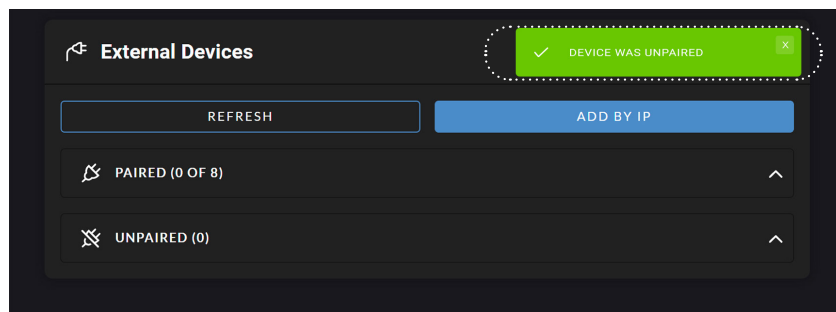 External Devices
DEVICE WAS UNPAIRED
X
REFRESH
ADD BY IP
PAIRED (0 OF 8)
UNPAIRED (0)